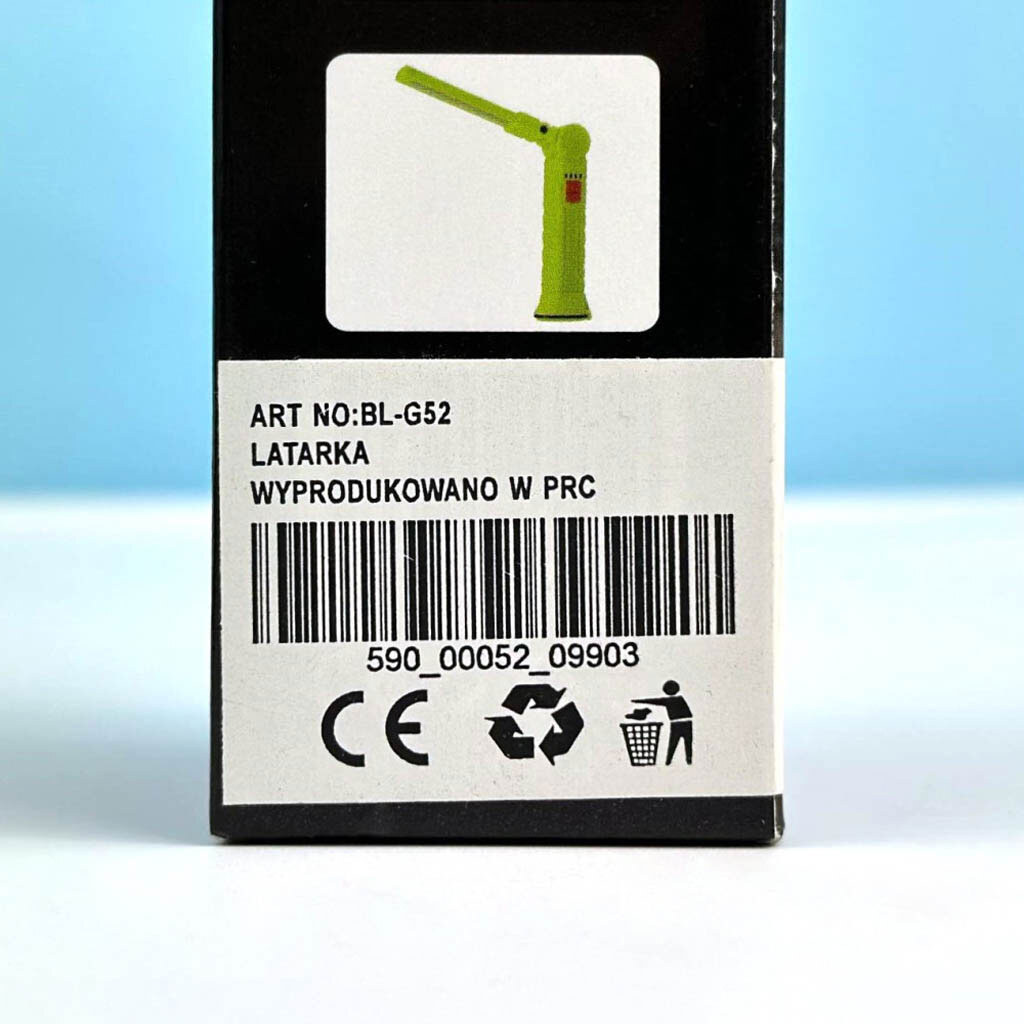 ART NO:BL-G52
LATARKA
WYPRODUKOWANO W PRC
590_00052_09903
CE